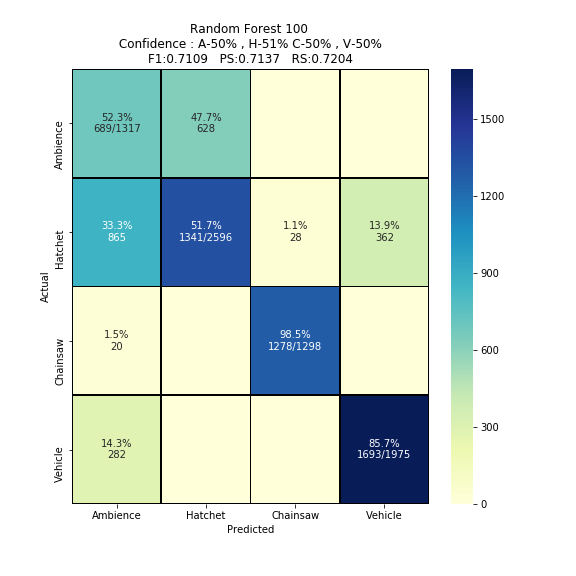 Random Forest 100
Confidence : A-50% , H-51% C-50% , V-50%
F1:0.7109 PS:0.7137 RS:0.7204
52.3%
689/1317
47.7%
628
Ambience
33.3%
865
51.7%
1341/2596
1.1%
28
13.9%
362
Hatchet
Actual
1.5%
20
98.5%
1278/1298
Chainsaw
14.3%
282
85.7%
1693/1975
Vehicle
Ambience
Hatchet
Chainsaw
Vehicle
Predicted
1500
1200
900
600
300
0